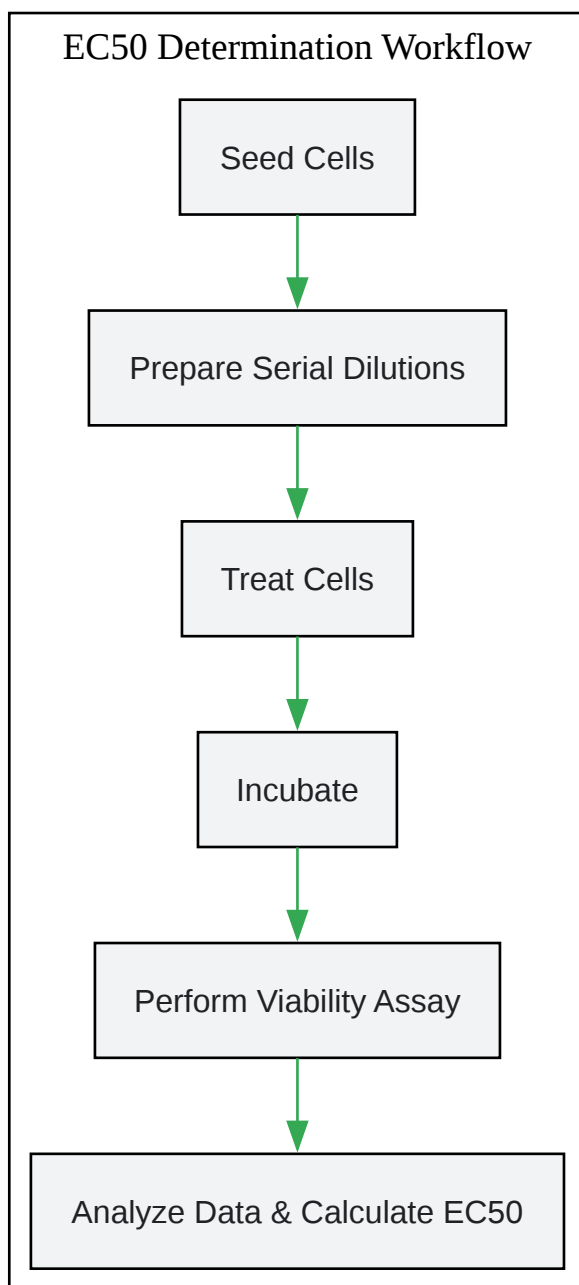 EC50 Determination Workflow
Seed Cells
Prepare Serial Dilutions
Treat Cells
Incubate
Perform Viability Assay
Analyze Data & Calculate EC50